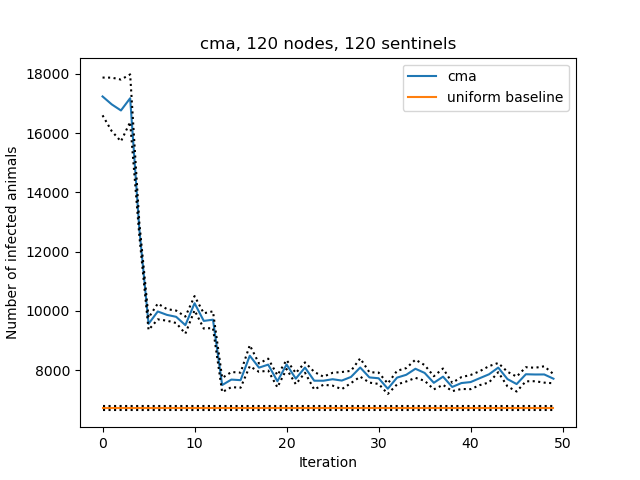 cma, 120 nodes, 120 sentinels
cma
uniform baseline
Number of infected animals
18000
16000
14000
12000
10000
8000
0 10 20 30 40 50
Iteration